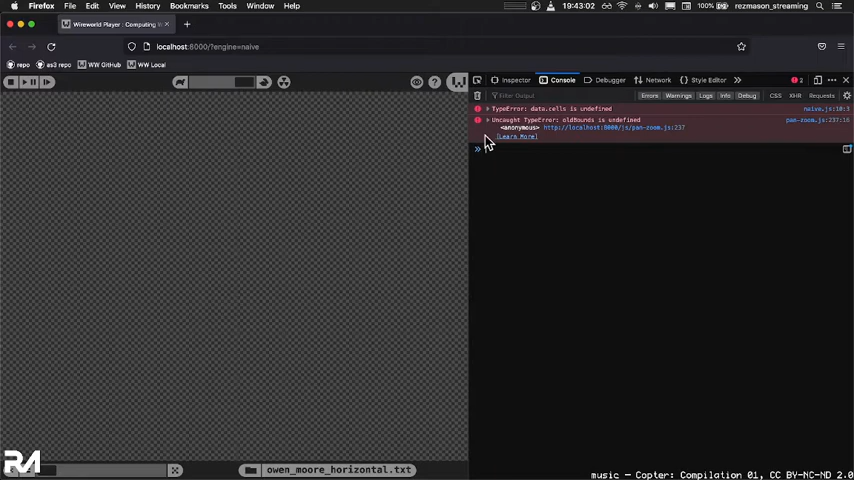 Firefox File Edit View History Bookmarks Tools Window Help 100% 19:43:02 rezmason_streaming
Wireworld Player : Computing W
localhost:8000/?engine=naive
repo as3 repo WW GitHub WW Local
Inspector Console Debugger Network Style Editor 2
Filter Output Errors Warnings Logs Info Debug CSS XHR Requests
TypeError: data.cells is undefined naive.js:10:3
Uncaught TypeError: oldBounds is undefined pan-zoom.js:237:16
<anonymous> http://localhost:8000/js/pan-zoom.js:237
[Learn More]
owen_moore_horizontal.txt
music – Copter: Compilation 01, CC BY-NC-ND 2.0